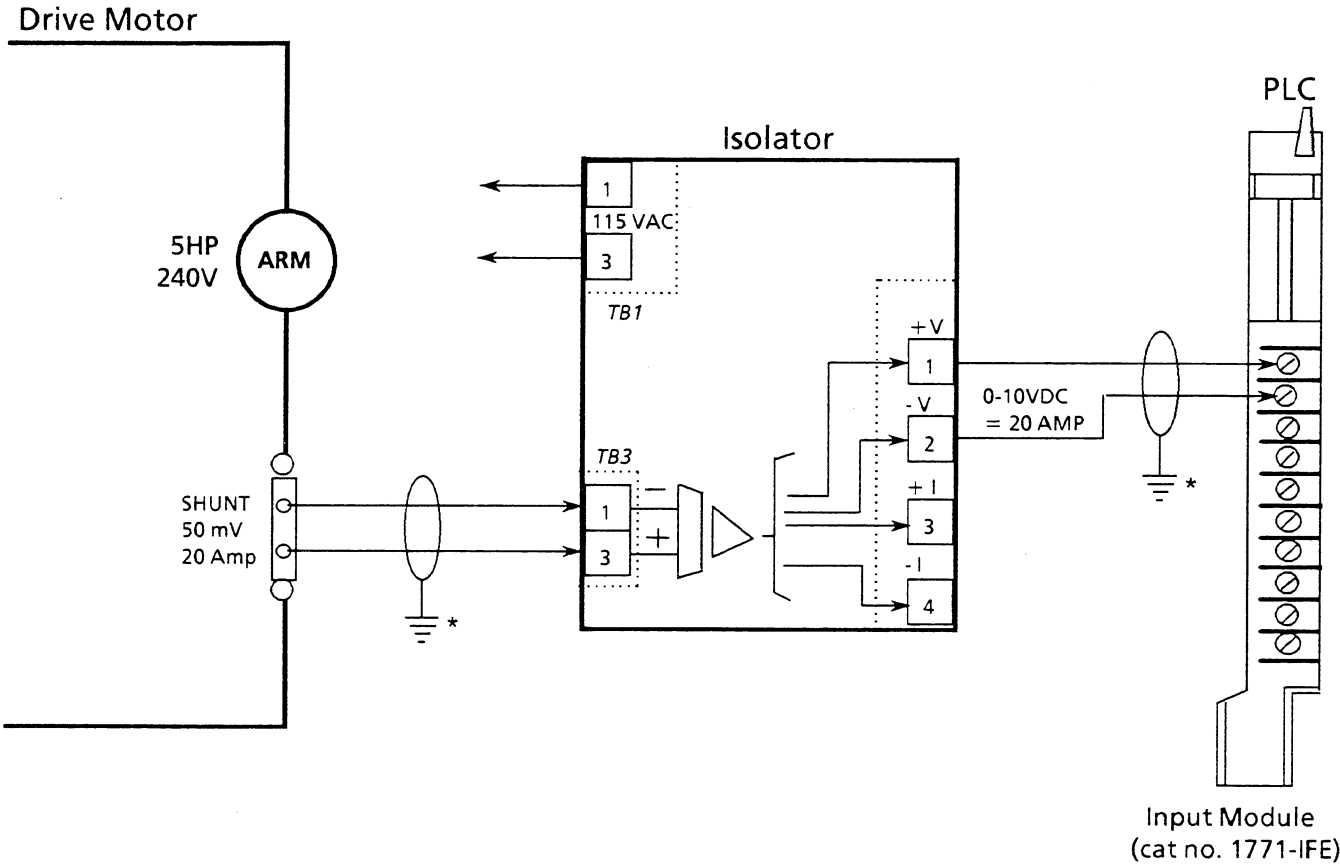 Drive Motor
PLC
Isolator
1
115 VAC
3
TB1
5HP
240V
ARM
+V
1
-V
2
0-10VDC
= 20 AMP
TB3
1
3
−
+
+I
3
-I
4
SHUNT
50 mV
20 Amp
*
*
Input Module
(cat no. 1771-IFE)